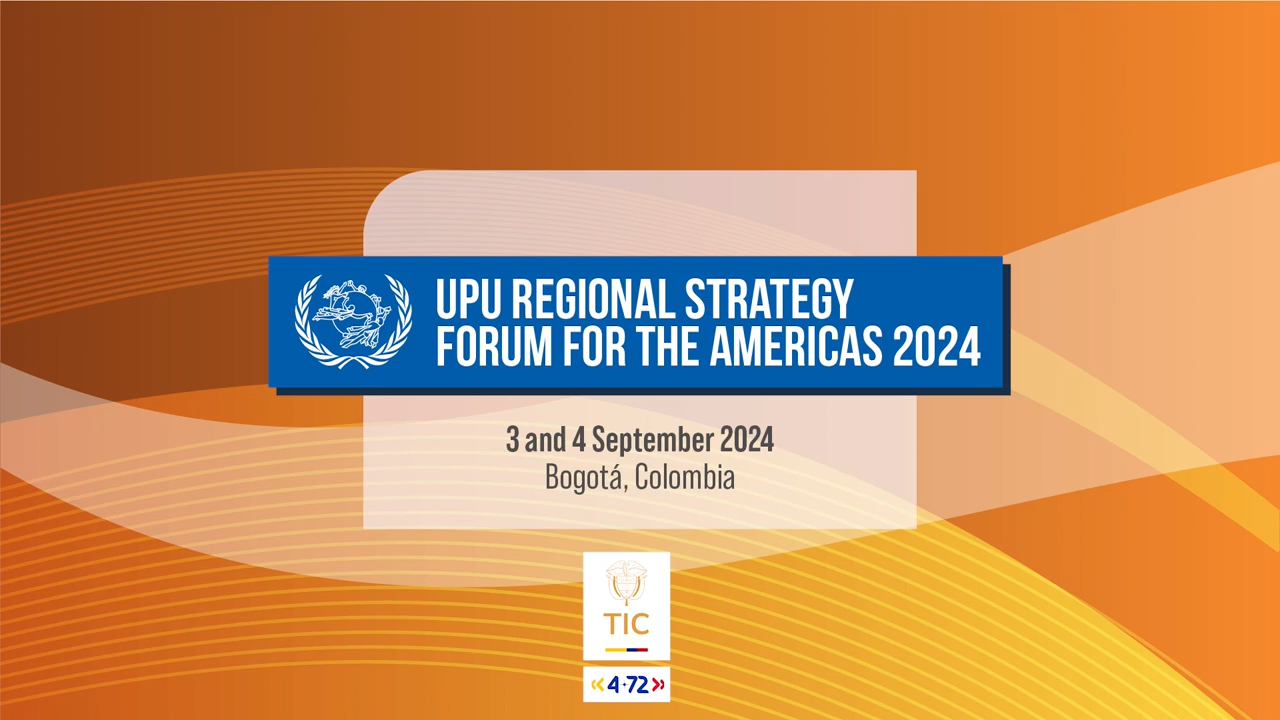 UPU REGIONAL STRATEGY
FORUM FOR THE AMERICAS 2024
3 and 4 September 2024
Bogotá, Colombia
TIC
4-72